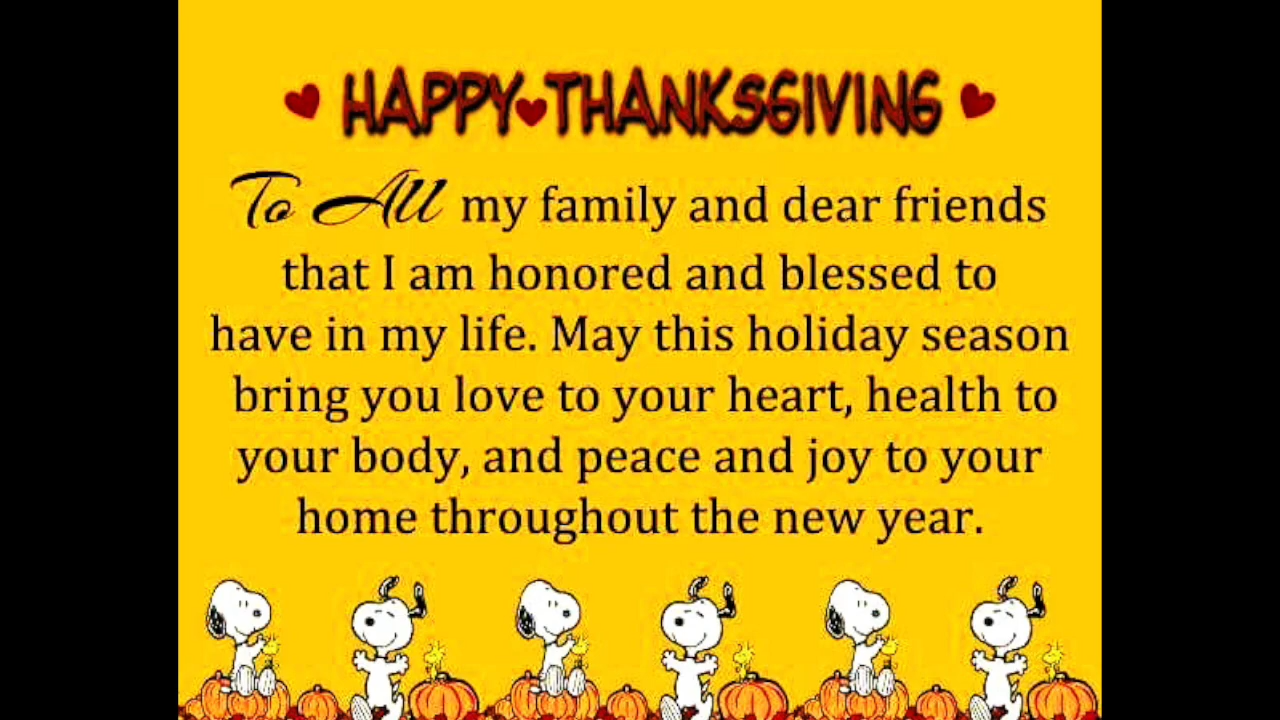 HAPPY THANKSGIVING
To All my family and dear friends
that I am honored and blessed to
have in my life. May this holiday season
bring you love to your heart, health to
your body, and peace and joy to your
home throughout the new year.